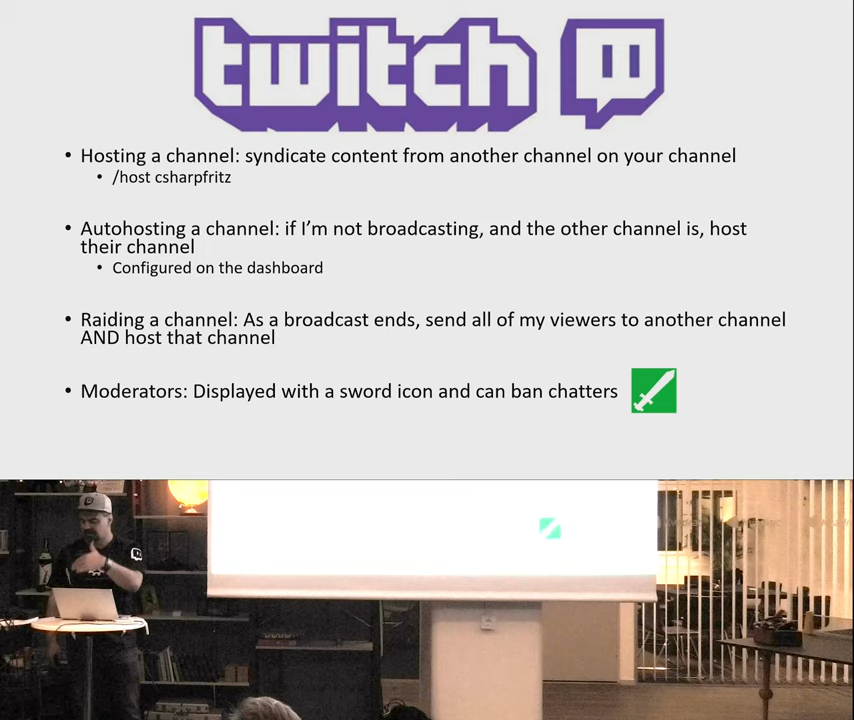 twitch
• Hosting a channel: syndicate content from another channel on your channel
• /host csharpfritz
• Autohosting a channel: if I'm not broadcasting, and the other channel is, host
their channel
• Configured on the dashboard
• Raiding a channel: As a broadcast ends, send all of my viewers to another channel
AND host that channel
• Moderators: Displayed with a sword icon and can ban chatters